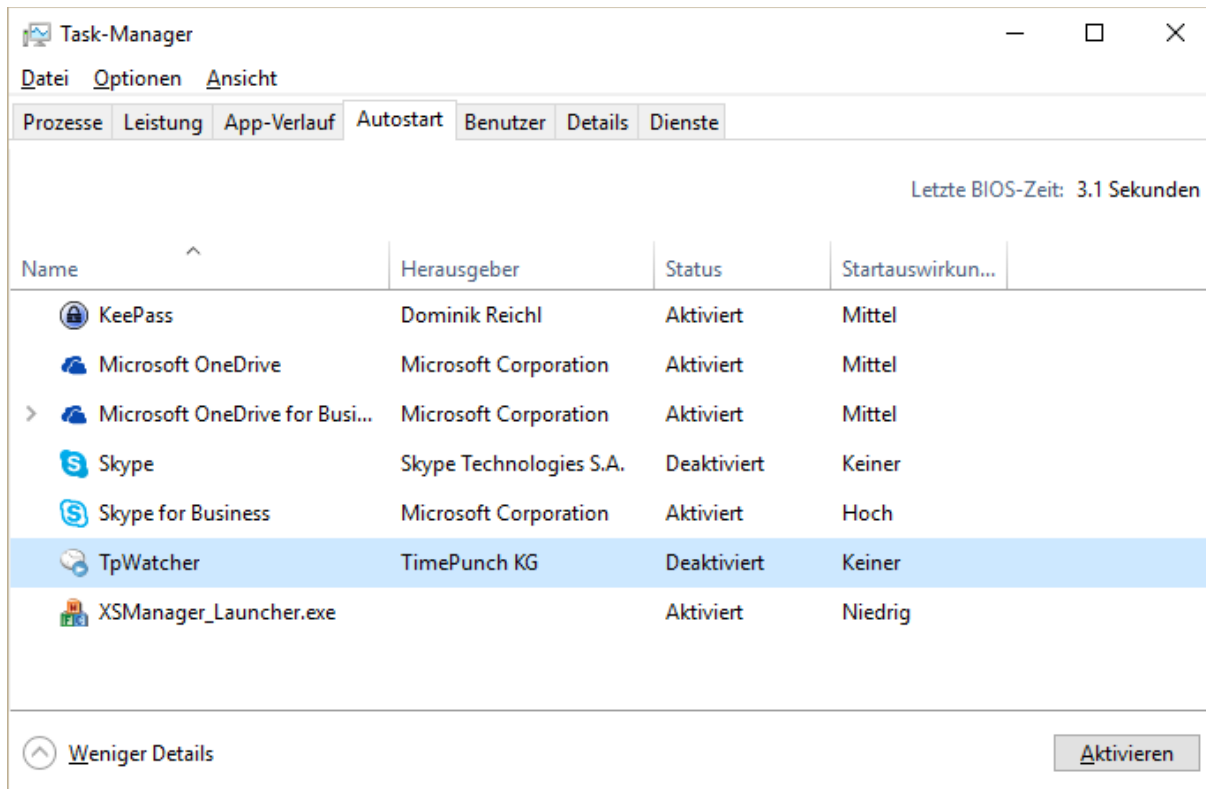 Task-Manager
Datei Optionen Ansicht
Prozesse Leistung App-Verlauf Autostart Benutzer Details Dienste
Letzte BIOS-Zeit: 3.1 Sekunden
Name Herausgeber Status Startauswirkun...
KeePass Dominik Reichl Aktiviert Mittel
Microsoft OneDrive Microsoft Corporation Aktiviert Mittel
Microsoft OneDrive for Busi... Microsoft Corporation Aktiviert Mittel
Skype Skype Technologies S.A. Deaktiviert Keiner
Skype for Business Microsoft Corporation Aktiviert Hoch
TpWatcher TimePunch KG Deaktiviert Keiner
XSManager_Launcher.exe Aktiviert Niedrig
Weniger Details Aktivieren